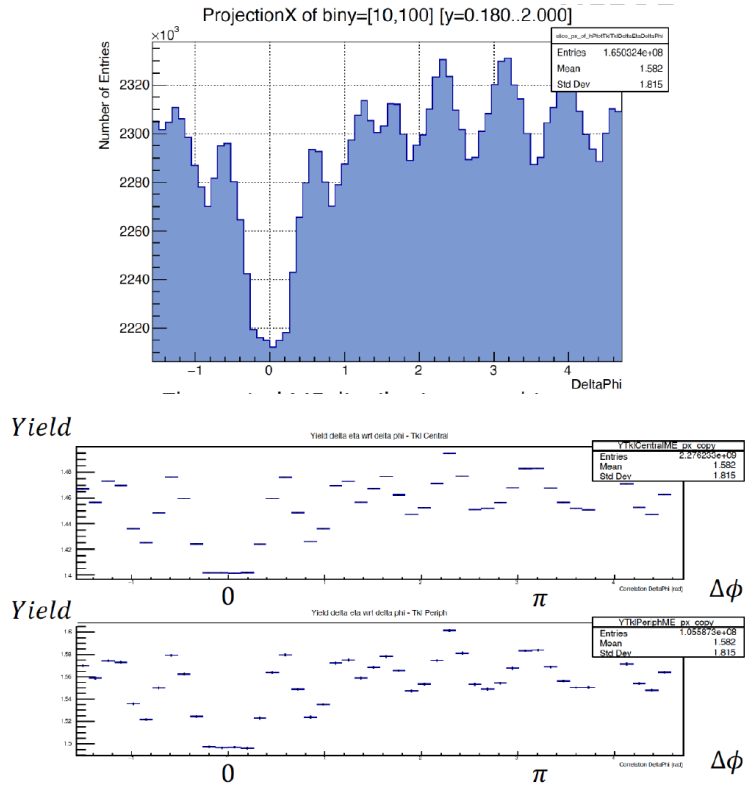 ProjectionX of biny=[10,100] [y=0.180..2.000]
×10³
Entries 1.650324e+08
Mean 1.582
Std Dev 1.815
Number of Entries
2320
2300
2280
2260
2240
2220
−1 0 1 2 3 4
DeltaPhi
Yield
Yield delta eta wrt delta phi - Tkl Central
YTklCentralME_px_copy
Entries 2.276233e+09
Mean 1.582
Std Dev 1.815
1.48
1.46
1.44
1.42
1.4
Correlation DeltaPhi (rad)
0 π Δϕ
Yield
Yield delta eta wrt delta phi - Tkl Periph
YTklPeriphME_px_copy
Entries 1.055873e+08
Mean 1.582
Std Dev 1.815
1.6
1.58
1.56
1.54
1.52
1.5
Correlation DeltaPhi (rad)
0 π Δϕ